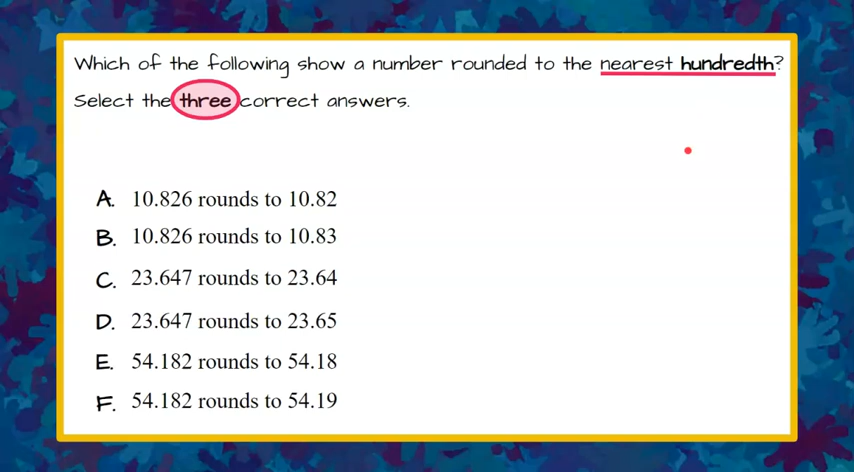 Which of the following show a number rounded to the nearest hundredth?
Select the three correct answers.
A. 10.826 rounds to 10.82
B. 10.826 rounds to 10.83
C. 23.647 rounds to 23.64
D. 23.647 rounds to 23.65
E. 54.182 rounds to 54.18
F. 54.182 rounds to 54.19